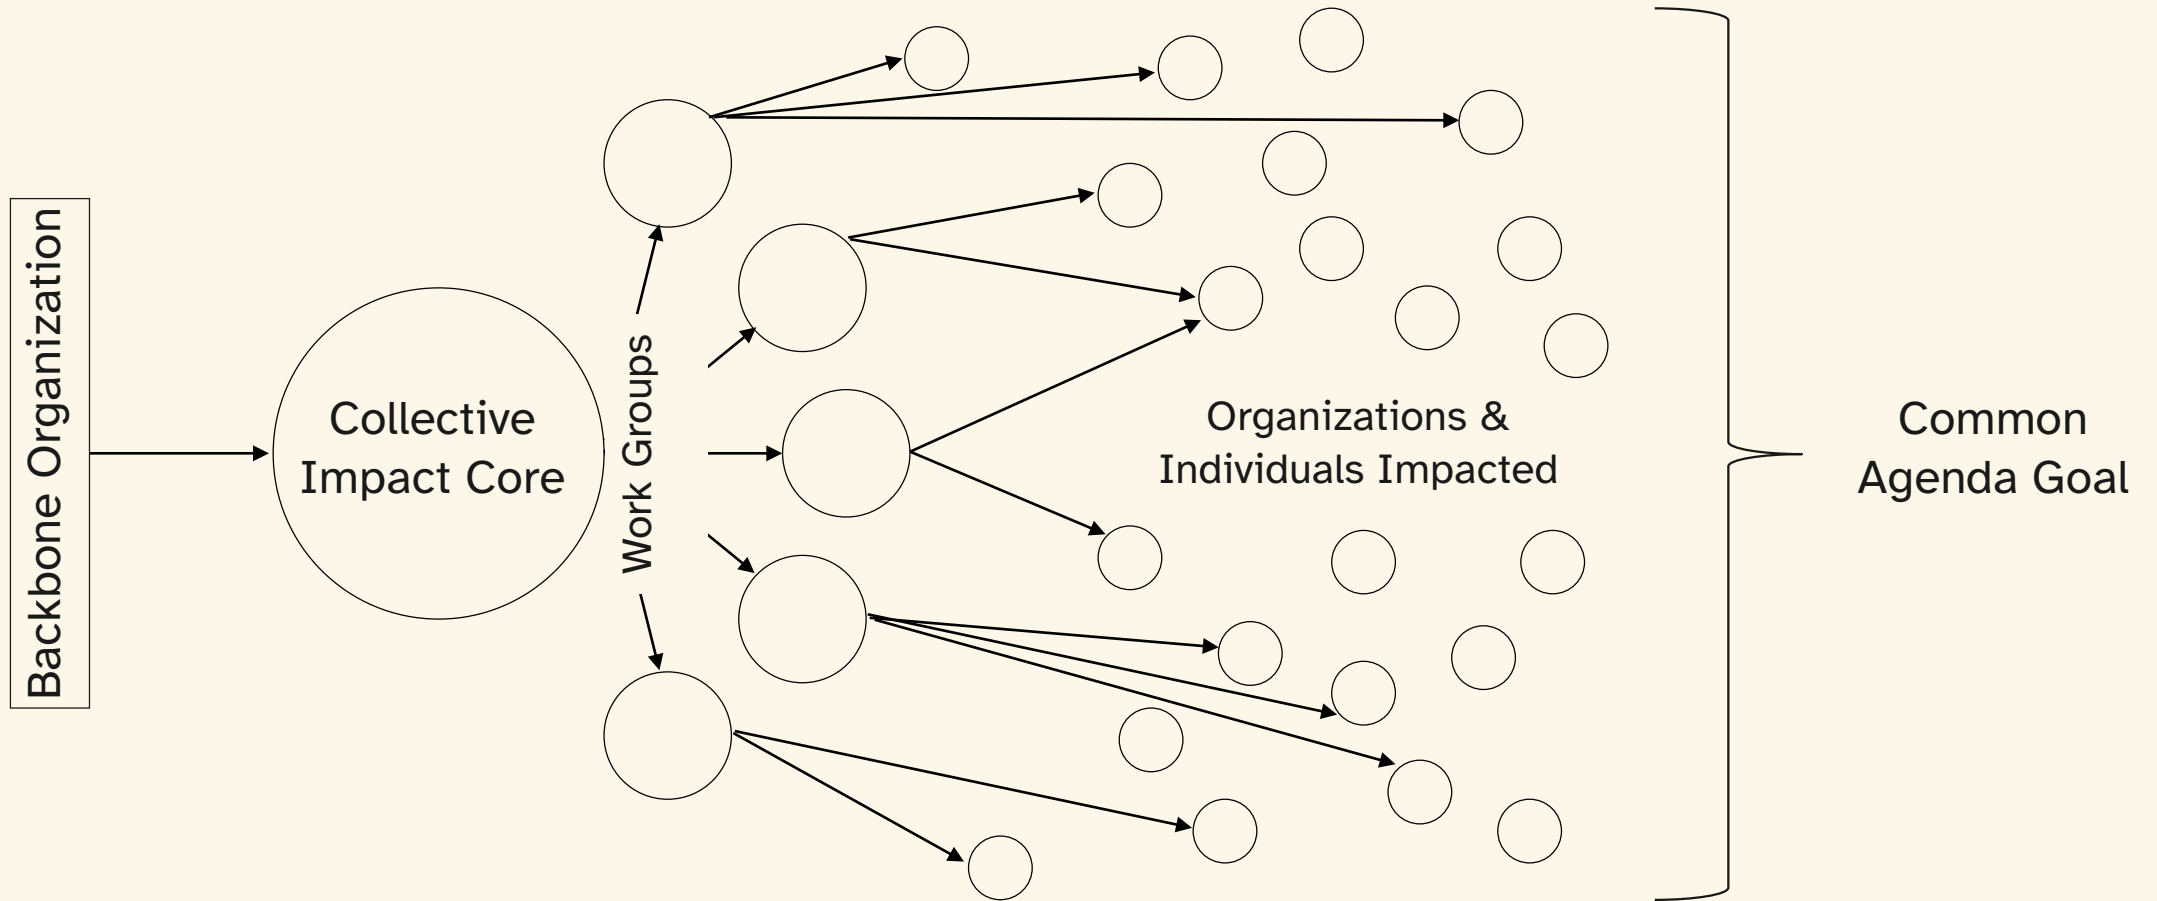 Backbone Organization
Collective
Impact Core
Work Groups
Organizations &
Individuals Impacted
Common
Agenda Goal